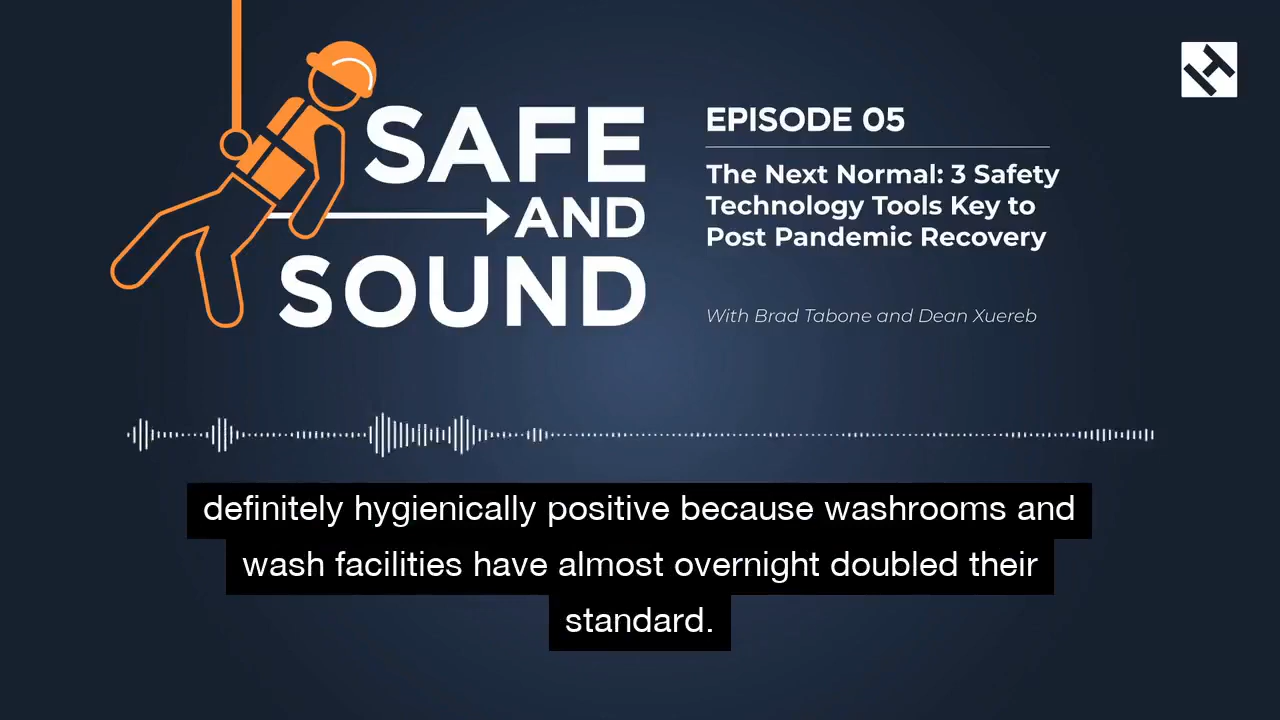 SAFE
AND
SOUND
EPISODE 05
The Next Normal: 3 Safety
Technology Tools Key to
Post Pandemic Recovery
With Brad Tabone and Dean Xuereb
definitely hygienically positive because washrooms and
wash facilities have almost overnight doubled their
standard.